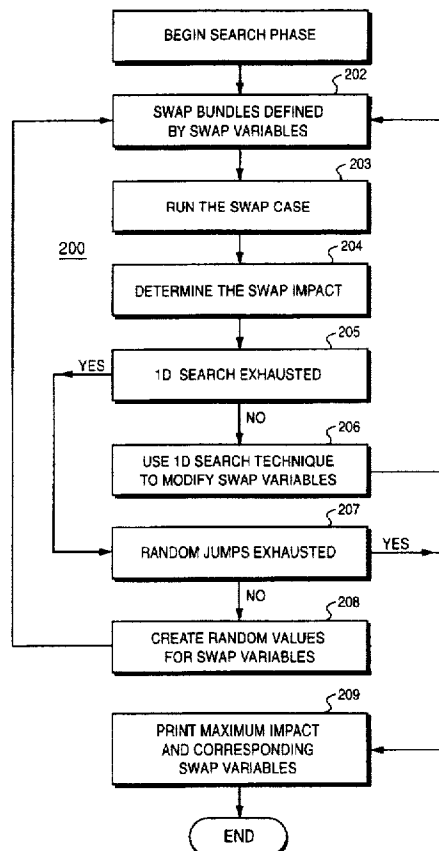 BEGIN SEARCH PHASE
202
SWAP BUNDLES DEFINED
BY SWAP VARIABLES
203
RUN THE SWAP CASE
200
204
DETERMINE THE SWAP IMPACT
205
YES
1D SEARCH EXHAUSTED
NO
206
USE 1D SEARCH TECHNIQUE
TO MODIFY SWAP VARIABLES
207
RANDOM JUMPS EXHAUSTED
YES
NO
208
CREATE RANDOM VALUES
FOR SWAP VARIABLES
209
PRINT MAXIMUM IMPACT
AND CORRESPONDING
SWAP VARIABLES
END